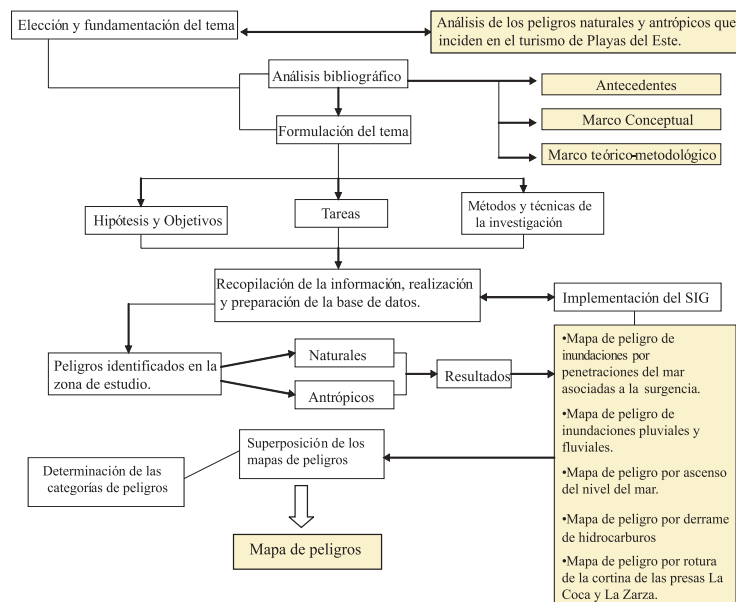 Elección y fundamentación del tema
Análisis de los peligros naturales y antrópicos que
inciden en el turismo de Playas del Este.
Análisis bibliográfico
Antecedentes
Marco Conceptual
Formulación del tema
Marco teórico-metodológico
Hipótesis y Objetivos
Tareas
Métodos y técnicas de
la investigación
Recopilación de la información, realización
y preparación de la base de datos.
Implementación del SIG
Peligros identificados en la
zona de estudio.
Naturales
Antrópicos
Resultados
•Mapa de peligro de
inundaciones por
penetraciones del mar
asociadas a la surgencia.
•Mapa de peligro de
inundaciones pluviales y
fluviales.
•Mapa de peligro por ascenso
del nivel del mar.
•Mapa de peligro por derrame
de hidrocarburos
•Mapa de peligro por rotura
de la cortina de las presas La
Coca y La Zarza.
Superposición de los
mapas de peligros
Determinación de las
categorías de peligros
Mapa de peligros